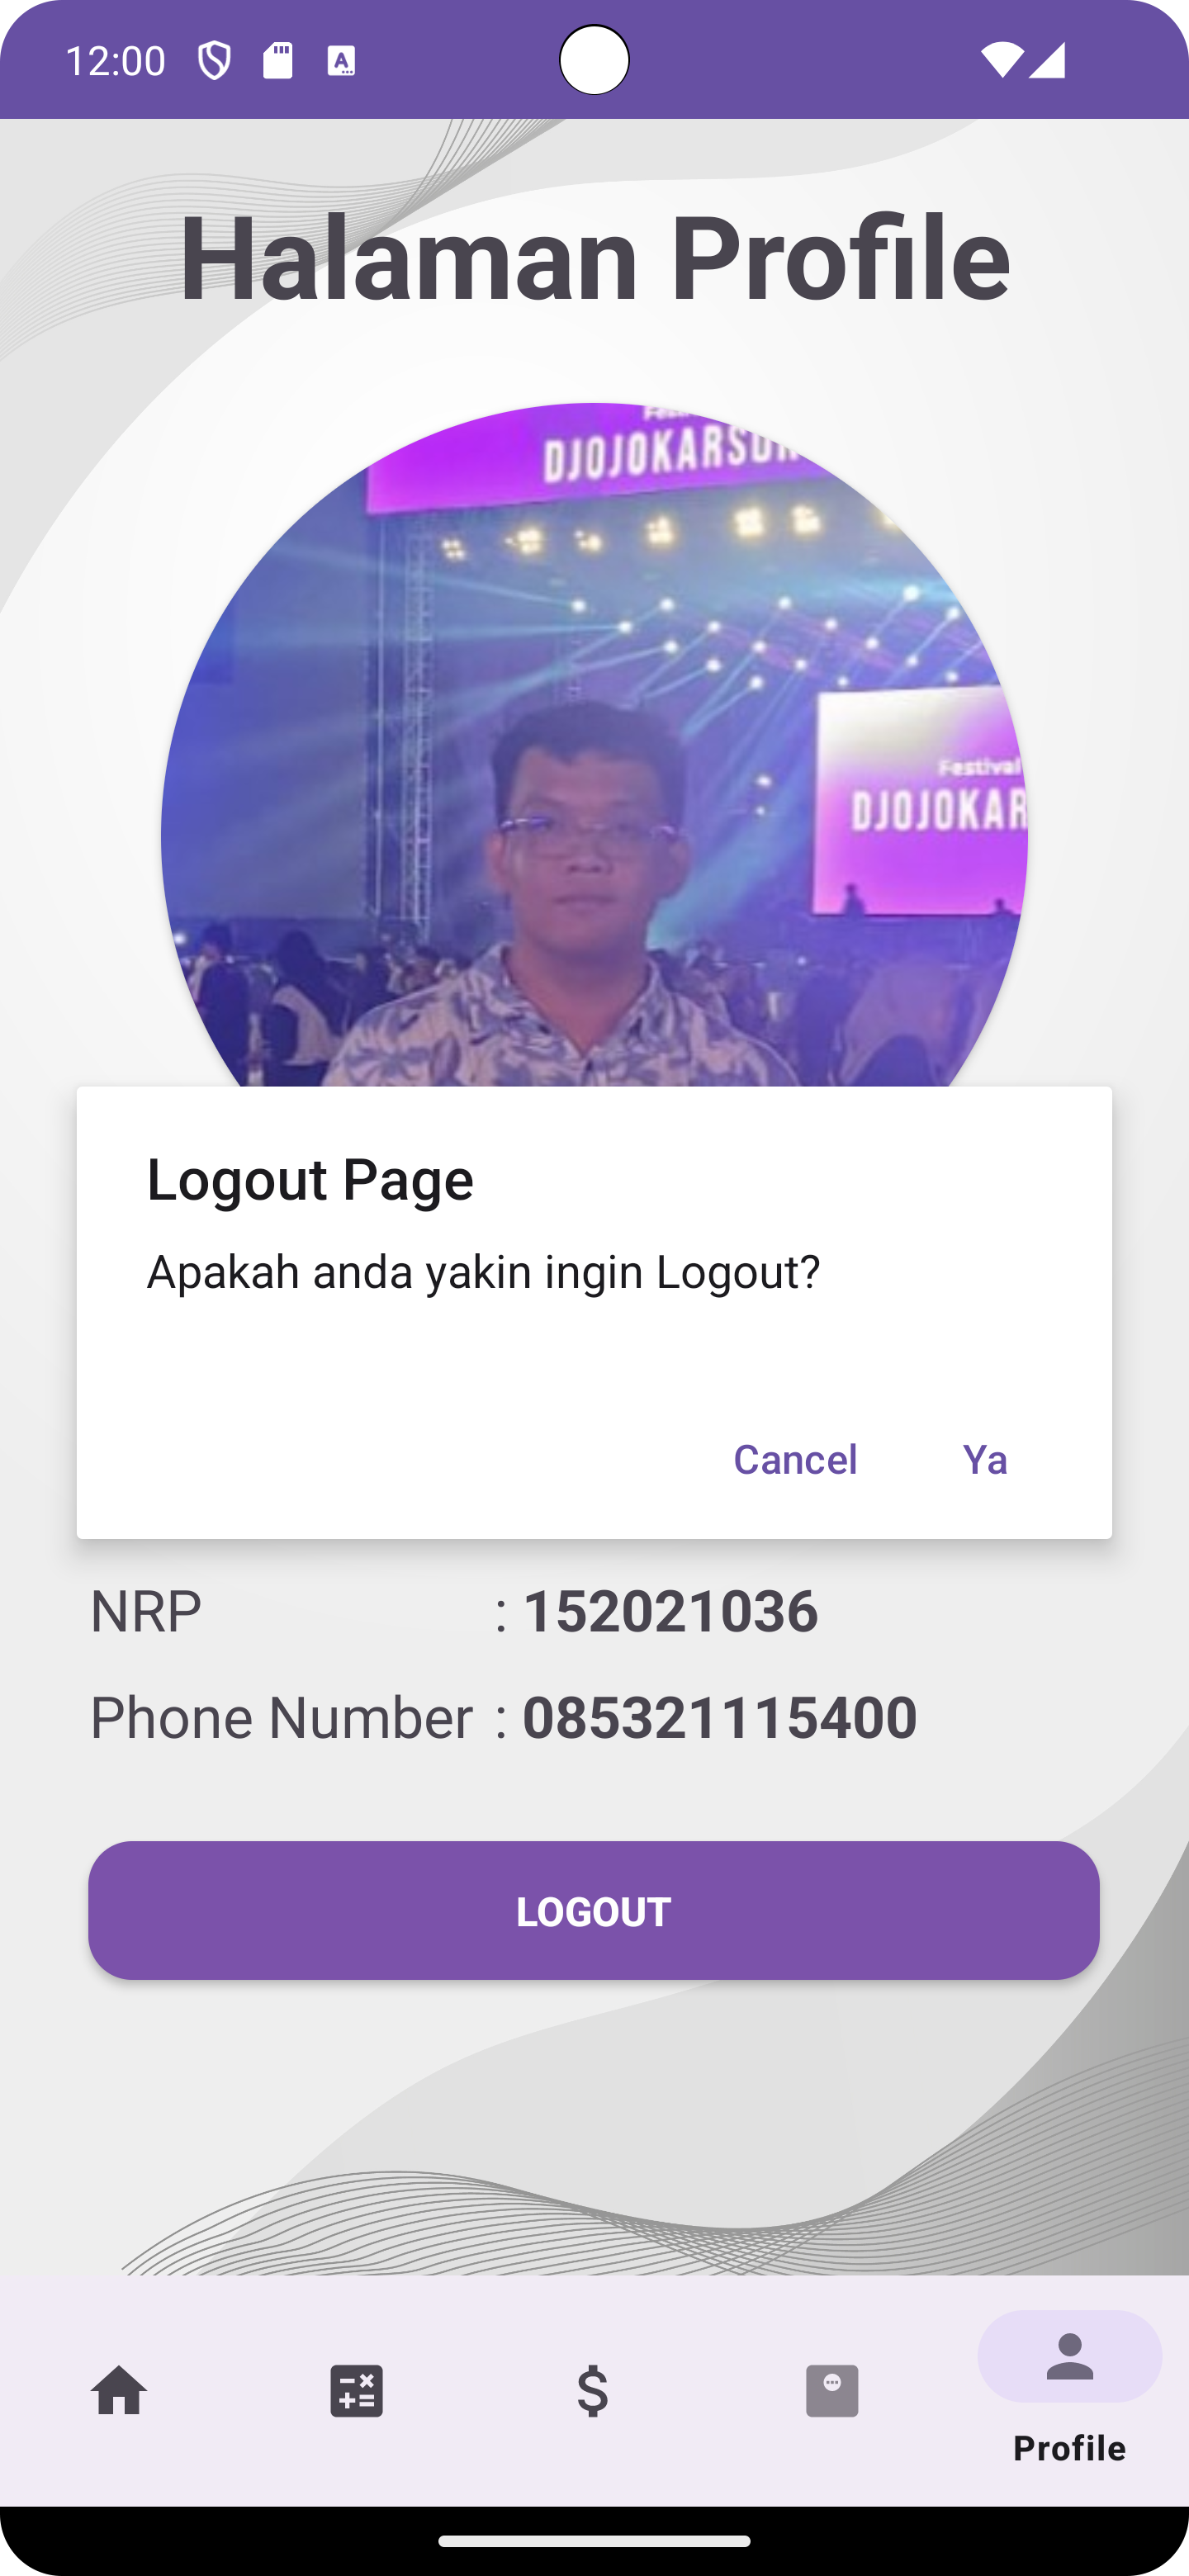 12:00
Halaman Profile
DJOJOKARSO
Festival
DJOJOKAR
Logout Page
Apakah anda yakin ingin Logout?
Cancel
Ya
NRP : 152021036
Phone Number : 085321115400
LOGOUT
Profile